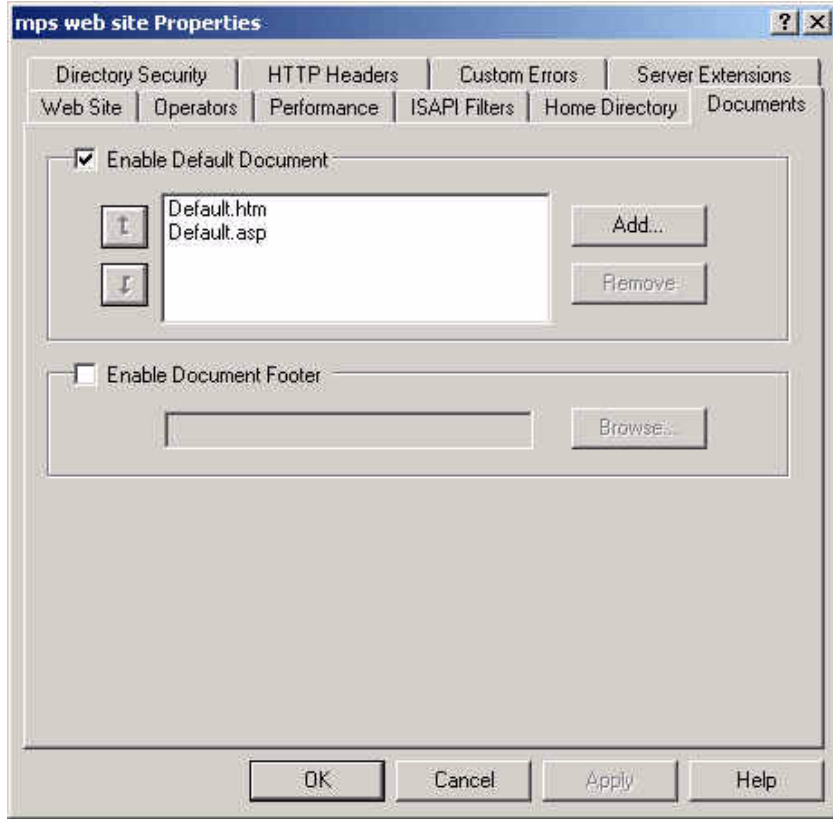 mps web site Properties
Directory Security HTTP Headers Custom Errors Server Extensions
Web Site Operators Performance ISAPI Filters Home Directory Documents
Enable Default Document
Default.htm
Default.asp
Add...
Remove
Enable Document Footer
Browse...
OK Cancel Apply Help